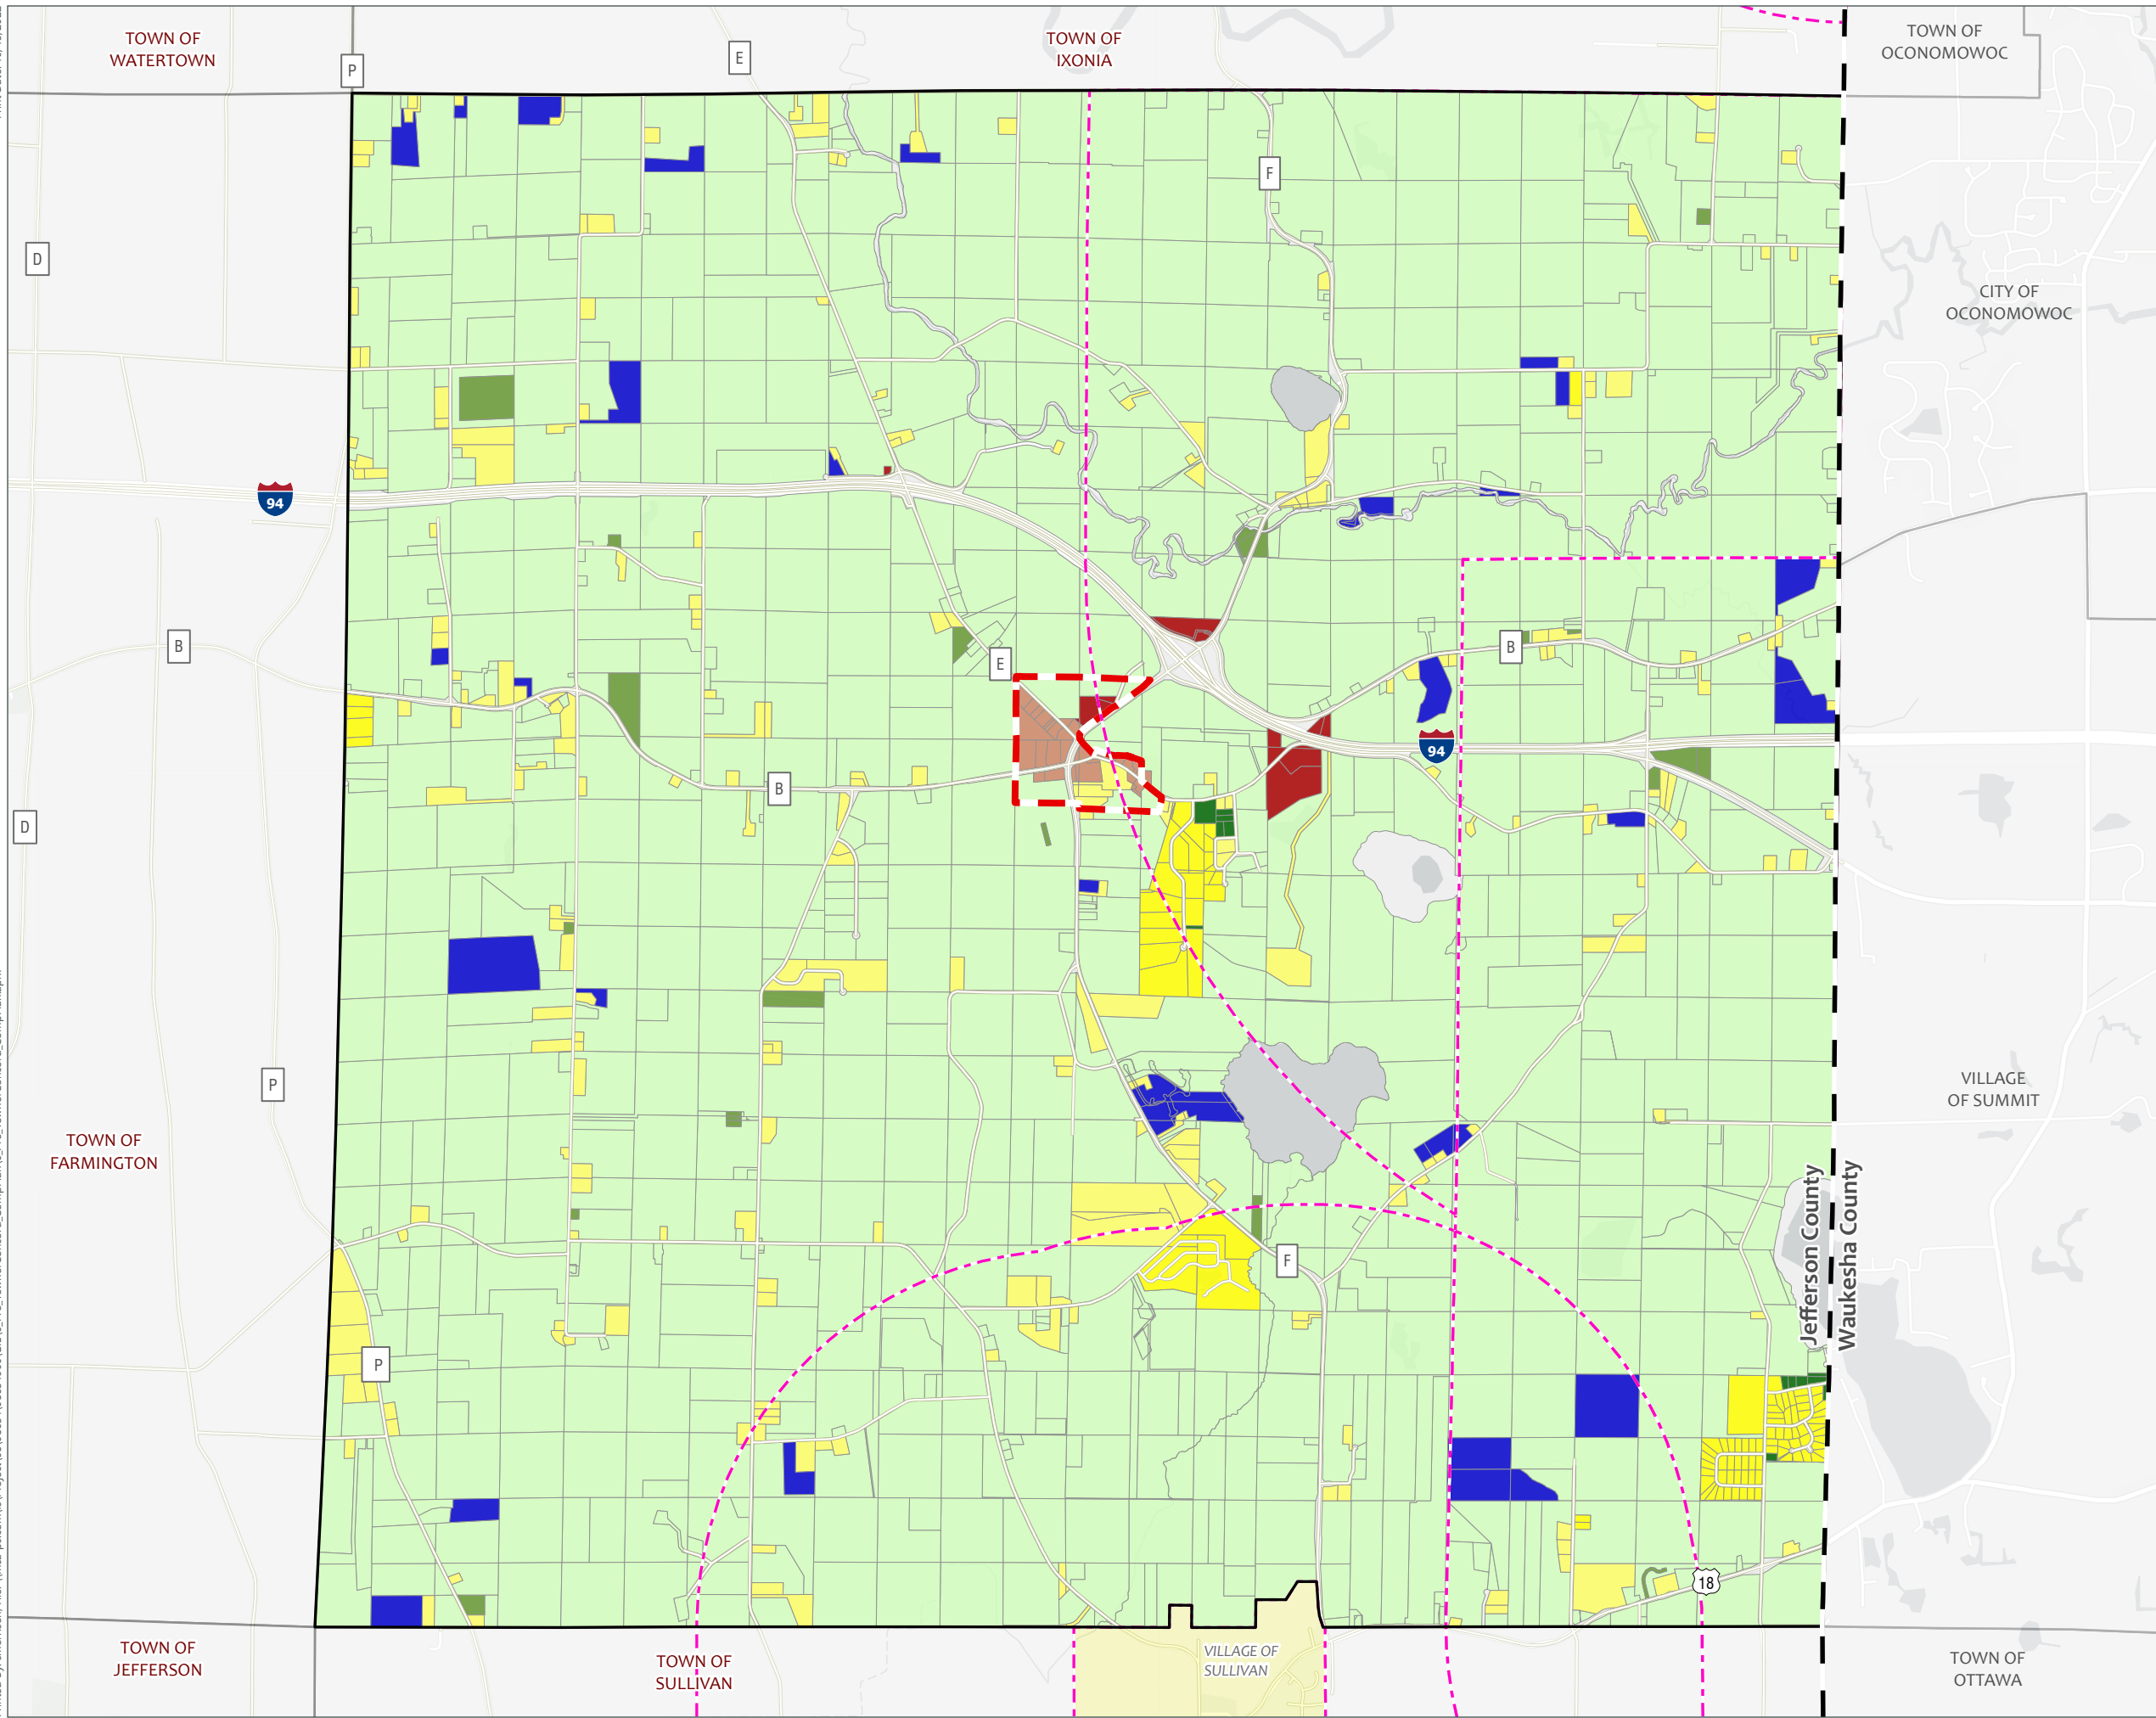 TOWN OF
WATERTOWN
P
E
TOWN OF
IXONIA
TOWN OF
OCONOMOWOC
F
D
CITY OF
OCONOMOWOC
94
B
E
B
94
B
D
P
TOWN OF
FARMINGTON
VILLAGE
OF SUMMIT
Jefferson County
Waukesha County
F
P
18
TOWN OF
JEFFERSON
TOWN OF
SULLIVAN
VILLAGE OF
SULLIVAN
TOWN OF
OTTAWA